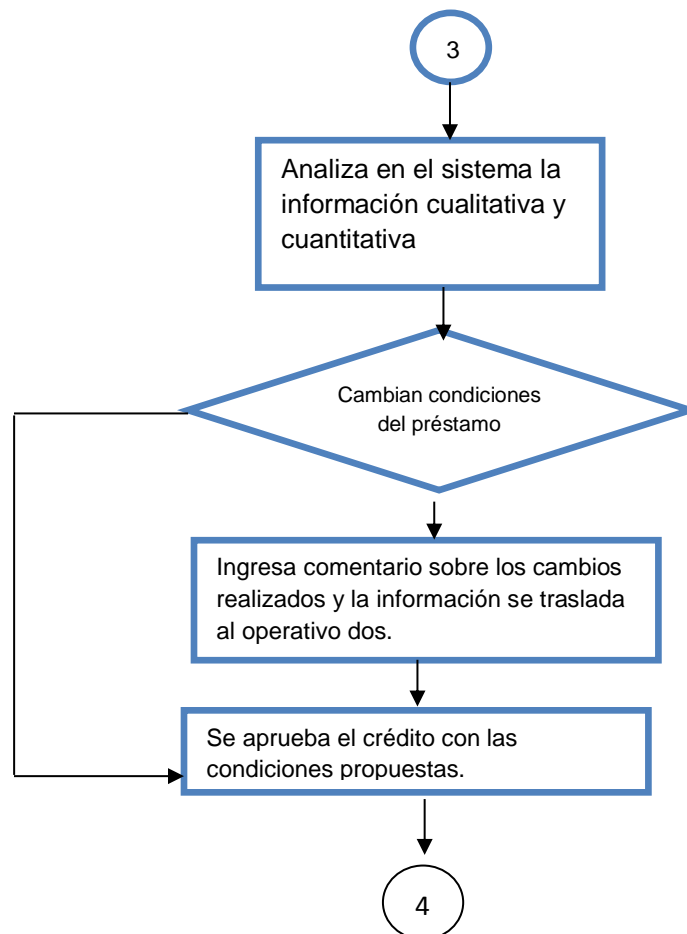 3
Analiza en el sistema la
información cualitativa y
cuantitativa
Cambian condiciones
del préstamo
Ingresa comentario sobre los cambios
realizados y la información se traslada
al operativo dos.
Se aprueba el crédito con las
condiciones propuestas.
4